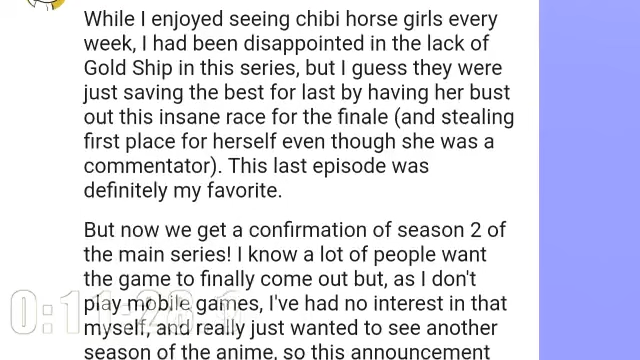 While I enjoyed seeing chibi horse girls every
week, I had been disappointed in the lack of
Gold Ship in this series, but I guess they were
just saving the best for last by having her bust
out this insane race for the finale (and stealing
first place for herself even though she was a
commentator). This last episode was
definitely my favorite.
But now we get a confirmation of season 2 of
the main series! I know a lot of people want
the game to finally come out but, as I don't
play mobile games, I've had no interest in that
myself, and really just wanted to see another
season of the anime, so this announcement